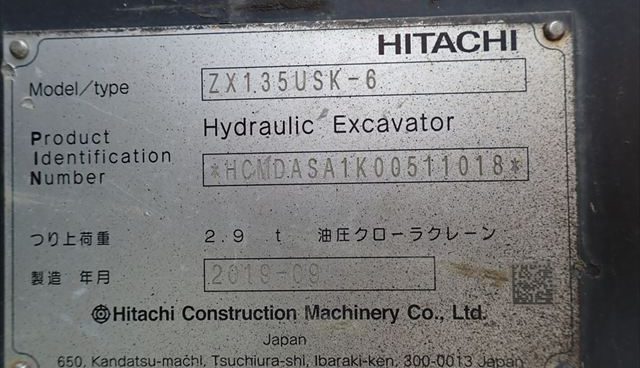 HITACHI
Model/type ZX135USK-6
Hydraulic Excavator
Product
Identification
Number *HCMDASA1K00511018*
つり上荷重 2.9 t 油圧クローラクレーン
製造 年月 2019-09
Hitachi Construction Machinery Co., Ltd.
Japan
650, Kandatsu-machi, Tsuchiura-shi, Ibaraki-ken, 300-0013 Japan